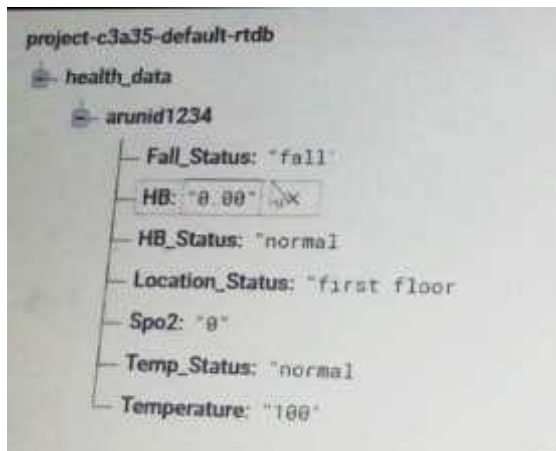 project-c3a35-default-rtdb
health_data
arunid1234
Fall_Status: "fall"
HB: "0.00"
HB_Status: "normal
Location_Status: "first floor
Spo2: "0"
Temp_Status: "normal
Temperature: "100"